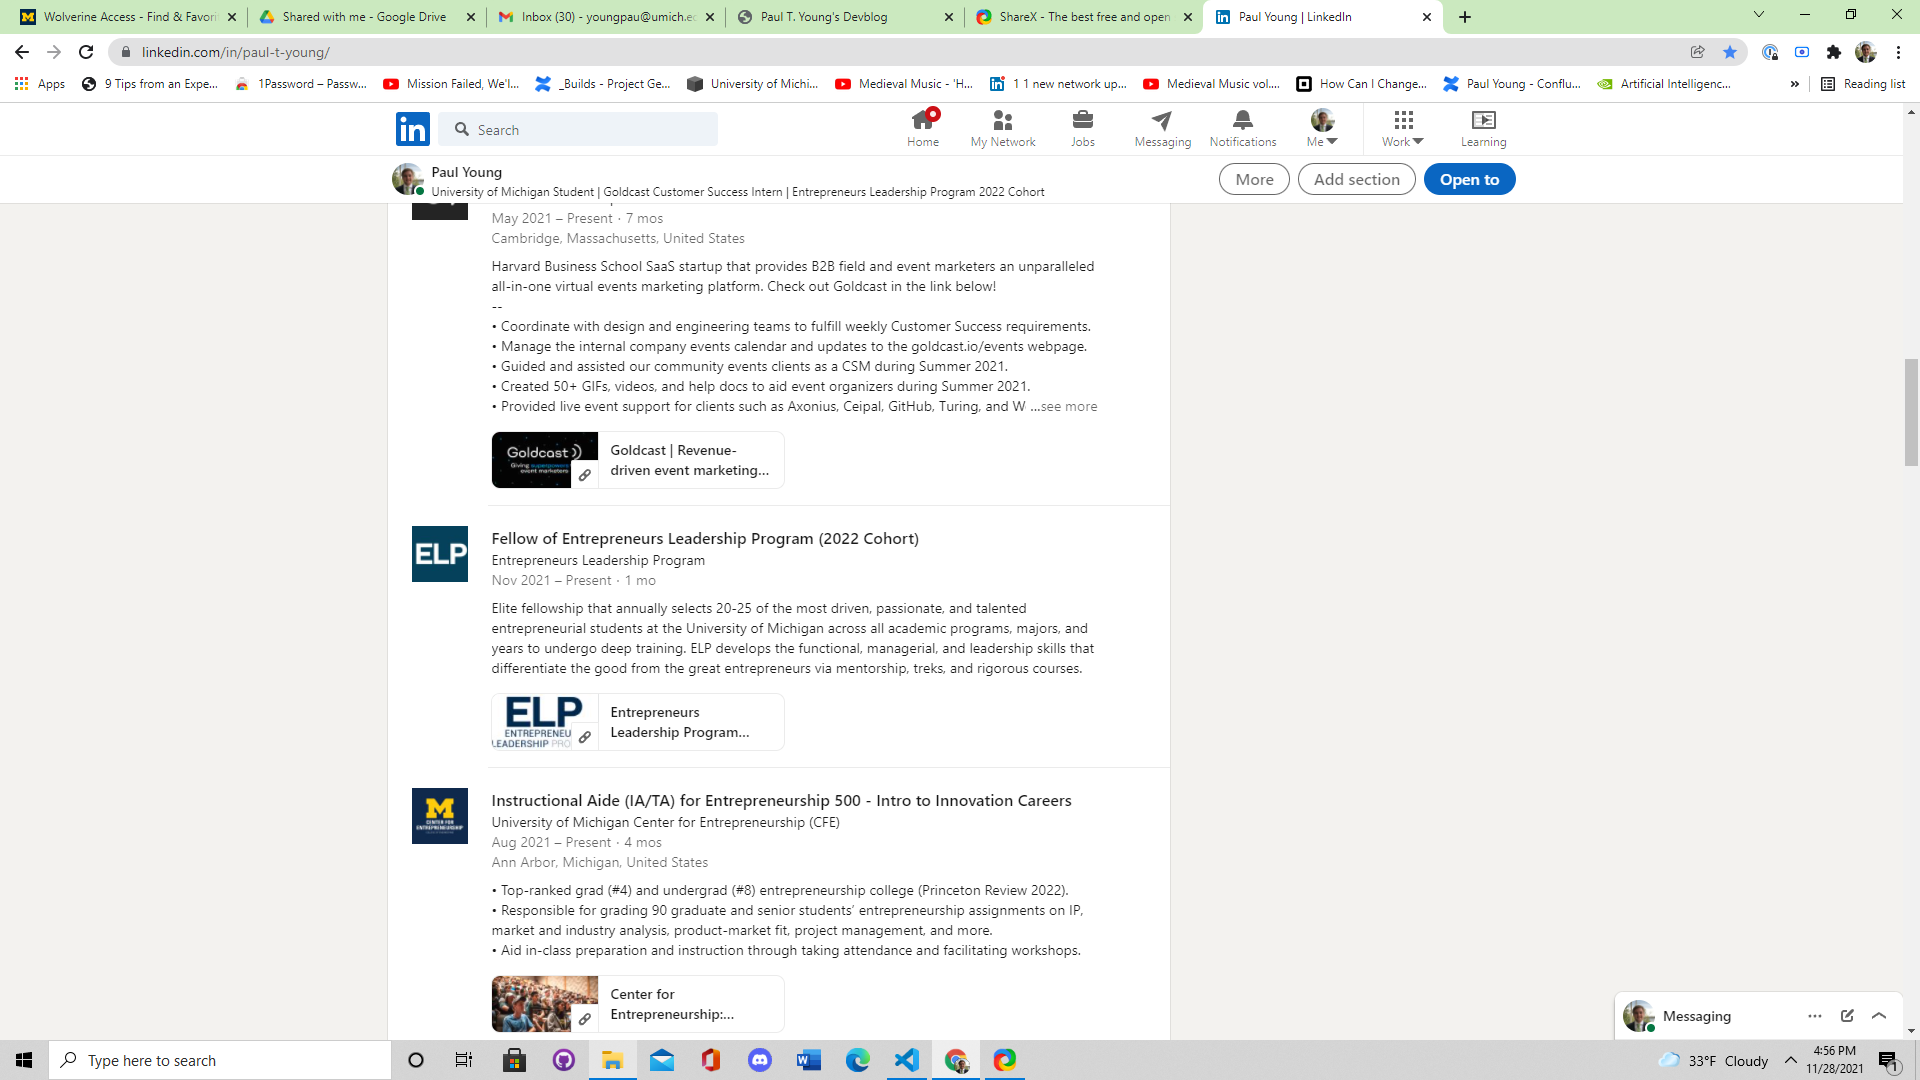 Wolverine Access - Find & Favori
Shared with me - Google Drive
Inbox (30) - youngpau@umich.ec
Paul T. Young's Devblog
ShareX - The best free and open
Paul Young | LinkedIn
linkedin.com/in/paul-t-young/
Apps
9 Tips from an Expe...
1Password – Passw...
Mission Failed, We'l...
_Builds - Project Ge...
University of Michi...
Medieval Music - 'H...
1 1 new network up...
Medieval Music vol....
How Can I Change...
Paul Young - Conflu...
Artificial Intelligenc...
»
Reading list
in
Search
Home
My Network
Jobs
Messaging
Notifications
Me
Work
Learning
Paul Young
University of Michigan Student | Goldcast Customer Success Intern | Entrepreneurs Leadership Program 2022 Cohort
More
Add section
Open to
May 2021 – Present · 7 mos
Cambridge, Massachusetts, United States
Harvard Business School SaaS startup that provides B2B field and event marketers an unparalleled
all-in-one virtual events marketing platform. Check out Goldcast in the link below!
--
• Coordinate with design and engineering teams to fulfill weekly Customer Success requirements.
• Manage the internal company events calendar and updates to the goldcast.io/events webpage.
• Guided and assisted our community events clients as a CSM during Summer 2021.
• Created 50+ GIFs, videos, and help docs to aid event organizers during Summer 2021.
• Provided live event support for clients such as Axonius, Ceipal, GitHub, Turing, and W ...see more
Goldcast
Giving superpowers
event marketers
Goldcast | Revenue-
driven event marketing...
ELP
Fellow of Entrepreneurs Leadership Program (2022 Cohort)
Entrepreneurs Leadership Program
Nov 2021 – Present · 1 mo
Elite fellowship that annually selects 20-25 of the most driven, passionate, and talented
entrepreneurial students at the University of Michigan across all academic programs, majors, and
years to undergo deep training. ELP develops the functional, managerial, and leadership skills that
differentiate the good from the great entrepreneurs via mentorship, treks, and rigorous courses.
ELP
ENTREPRENEU
LEADERSHIP PRO
Entrepreneurs
Leadership Program...
M
CENTER FOR
ENTREPRENEURSHIP
Instructional Aide (IA/TA) for Entrepreneurship 500 - Intro to Innovation Careers
University of Michigan Center for Entrepreneurship (CFE)
Aug 2021 – Present · 4 mos
Ann Arbor, Michigan, United States
• Top-ranked grad (#4) and undergrad (#8) entrepreneurship college (Princeton Review 2022).
• Responsible for grading 90 graduate and senior students' entrepreneurship assignments on IP,
market and industry analysis, product-market fit, project management, and more.
• Aid in-class preparation and instruction through taking attendance and facilitating workshops.
Center for
Entrepreneurship:...
Messaging
Type here to search
33°F Cloudy
4:56 PM
11/28/2021
1